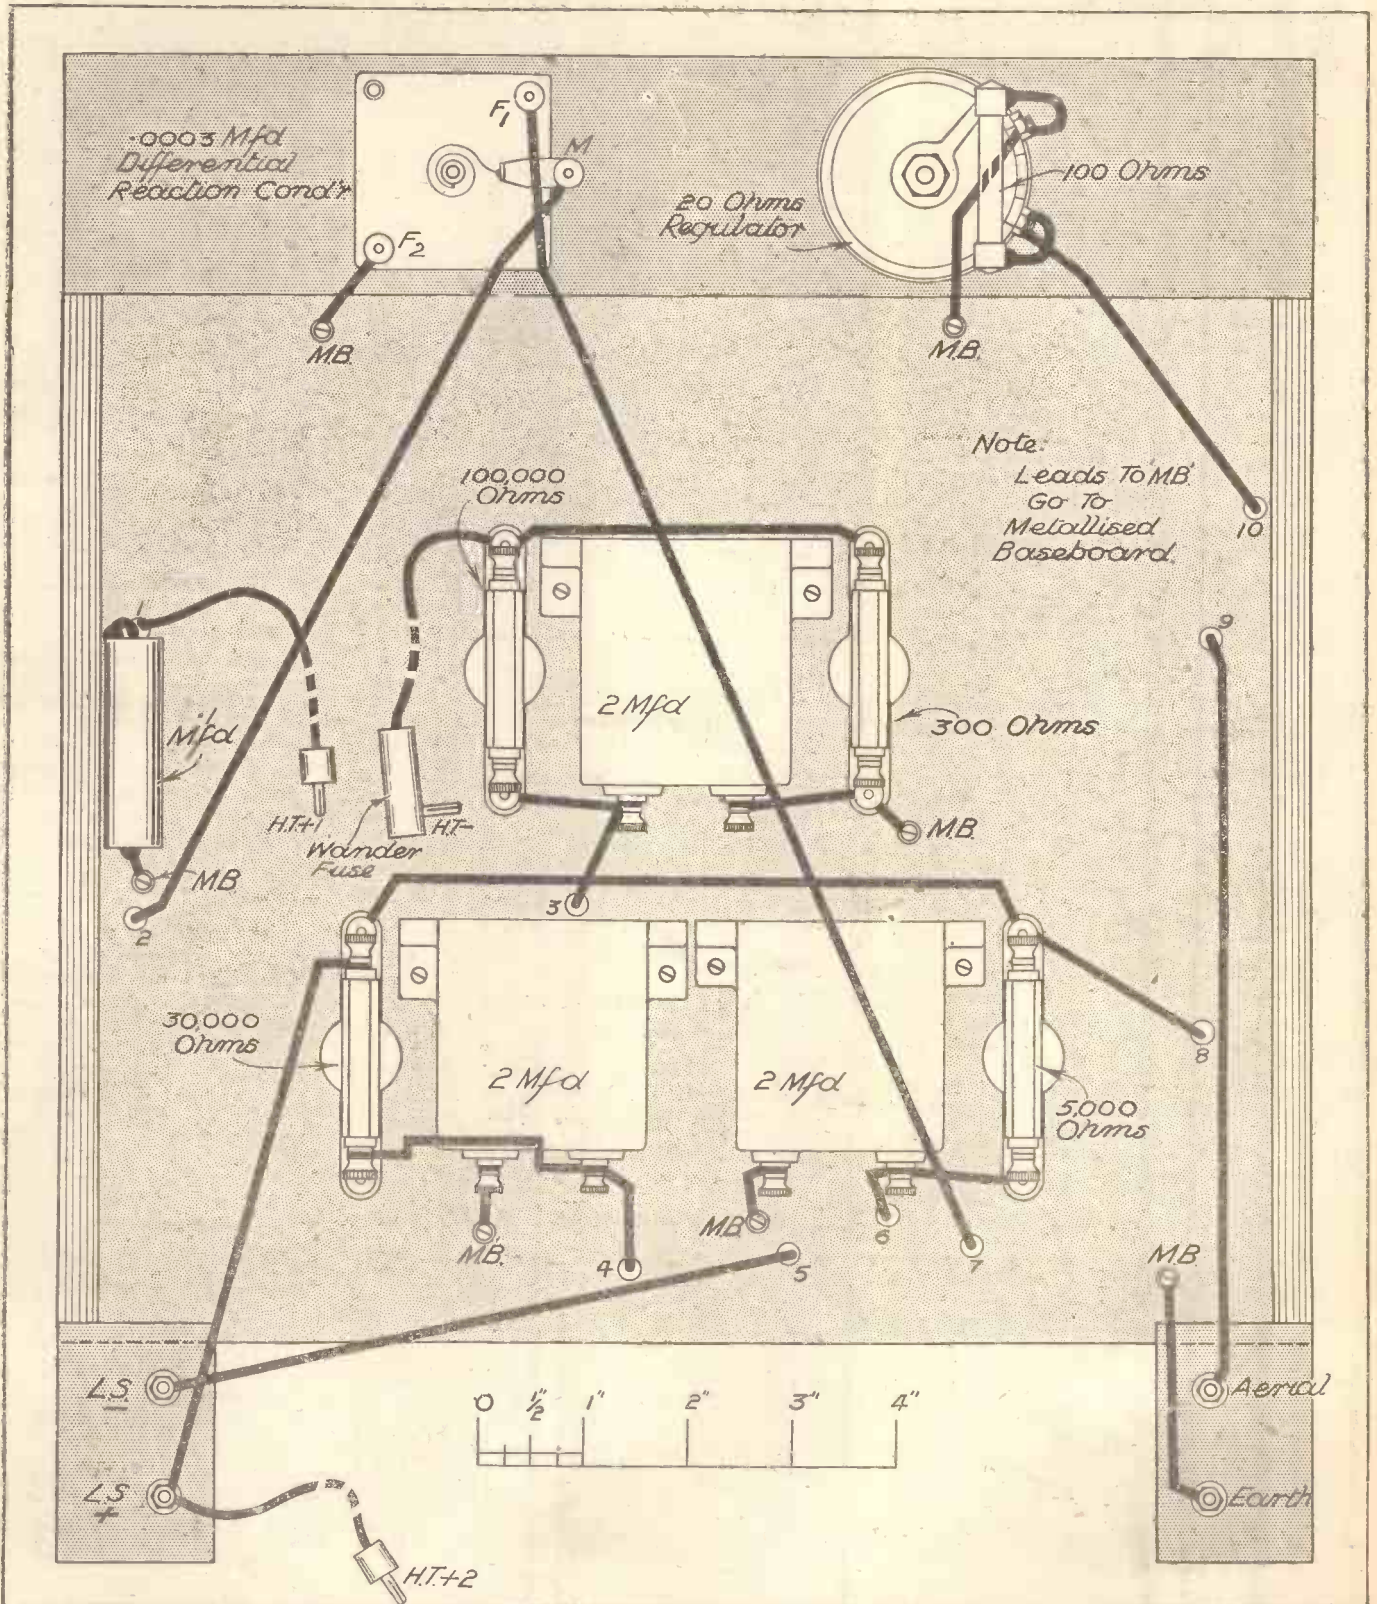 .0003 Mfd
Differential
Reaction Cond'r.
F1
M
F2
M.B.
20 Ohms
Regulator
100 Ohms
M.B.
Note:
Leads To 'M.B.'
Go To
Metallised
Baseboard.
10
100,000
Ohms
1
9
.1
Mfd
2 Mfd
300 Ohms
H.T.+1.
H.T.-
Wander
Fuse
M.B.
M.B.
2
3
30,000
Ohms
2 Mfd
2 Mfd
8
5,000
Ohms
M.B.
4
M.B.
5
6
7
M.B.
L.S.
-
0
1/2"
1"
2"
3"
4"
Aerial
L.S.
+
Earth
H.T.+2